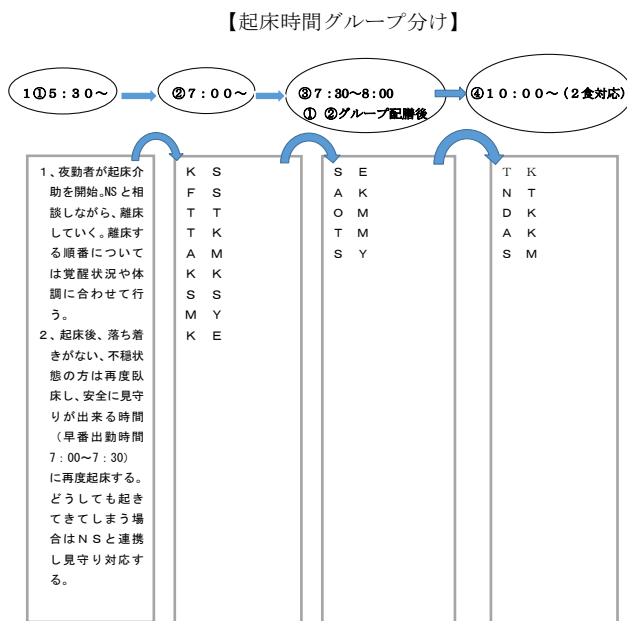 【起床時間グループ分け】
1①5：30～
②7：00～
③7：30～8:00
① ②グループ配膳後
④10：00～(2食対応)
1、夜勤者が起床介
助を開始。NSと相
談しながら、離床
していく。離床す
る順番について
は覚醒状況や体
調に合わせて行
う。
2、起床後、落ち着
きがない、不穏状
態の方は再度臥
床し、安全に見守
りが出来る時間
（早番出勤時間
7：00～7：30）
に再度起床する。
どうしても起き
てきてしまう場
合はNSと連携
し見守り対応す
る。
K S
F S
T T
T K
A M
K K
S S
M Y
K E
S E
A K
O M
T M
S Y
T K
N T
D K
A K
S M